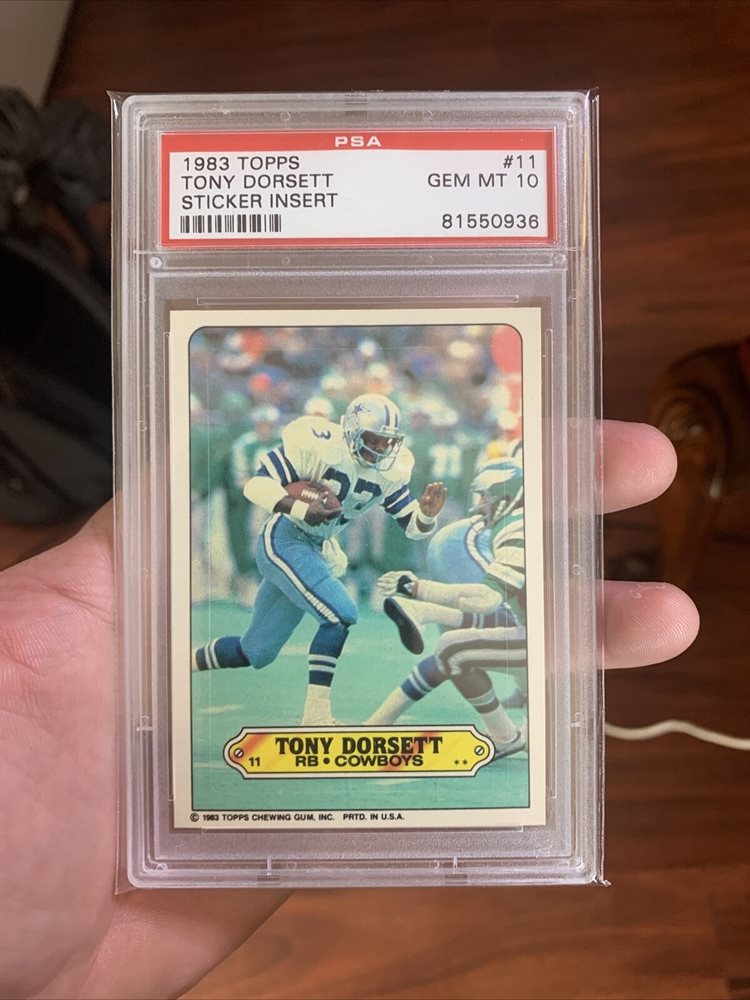 PSA
1983 TOPPS #11
TONY DORSETT GEM MT 10
STICKER INSERT
81550936
33
TONY DORSETT
11 RB • COWBOYS **
© 1983 TOPPS CHEWING GUM, INC. PRTD. IN U.S.A.